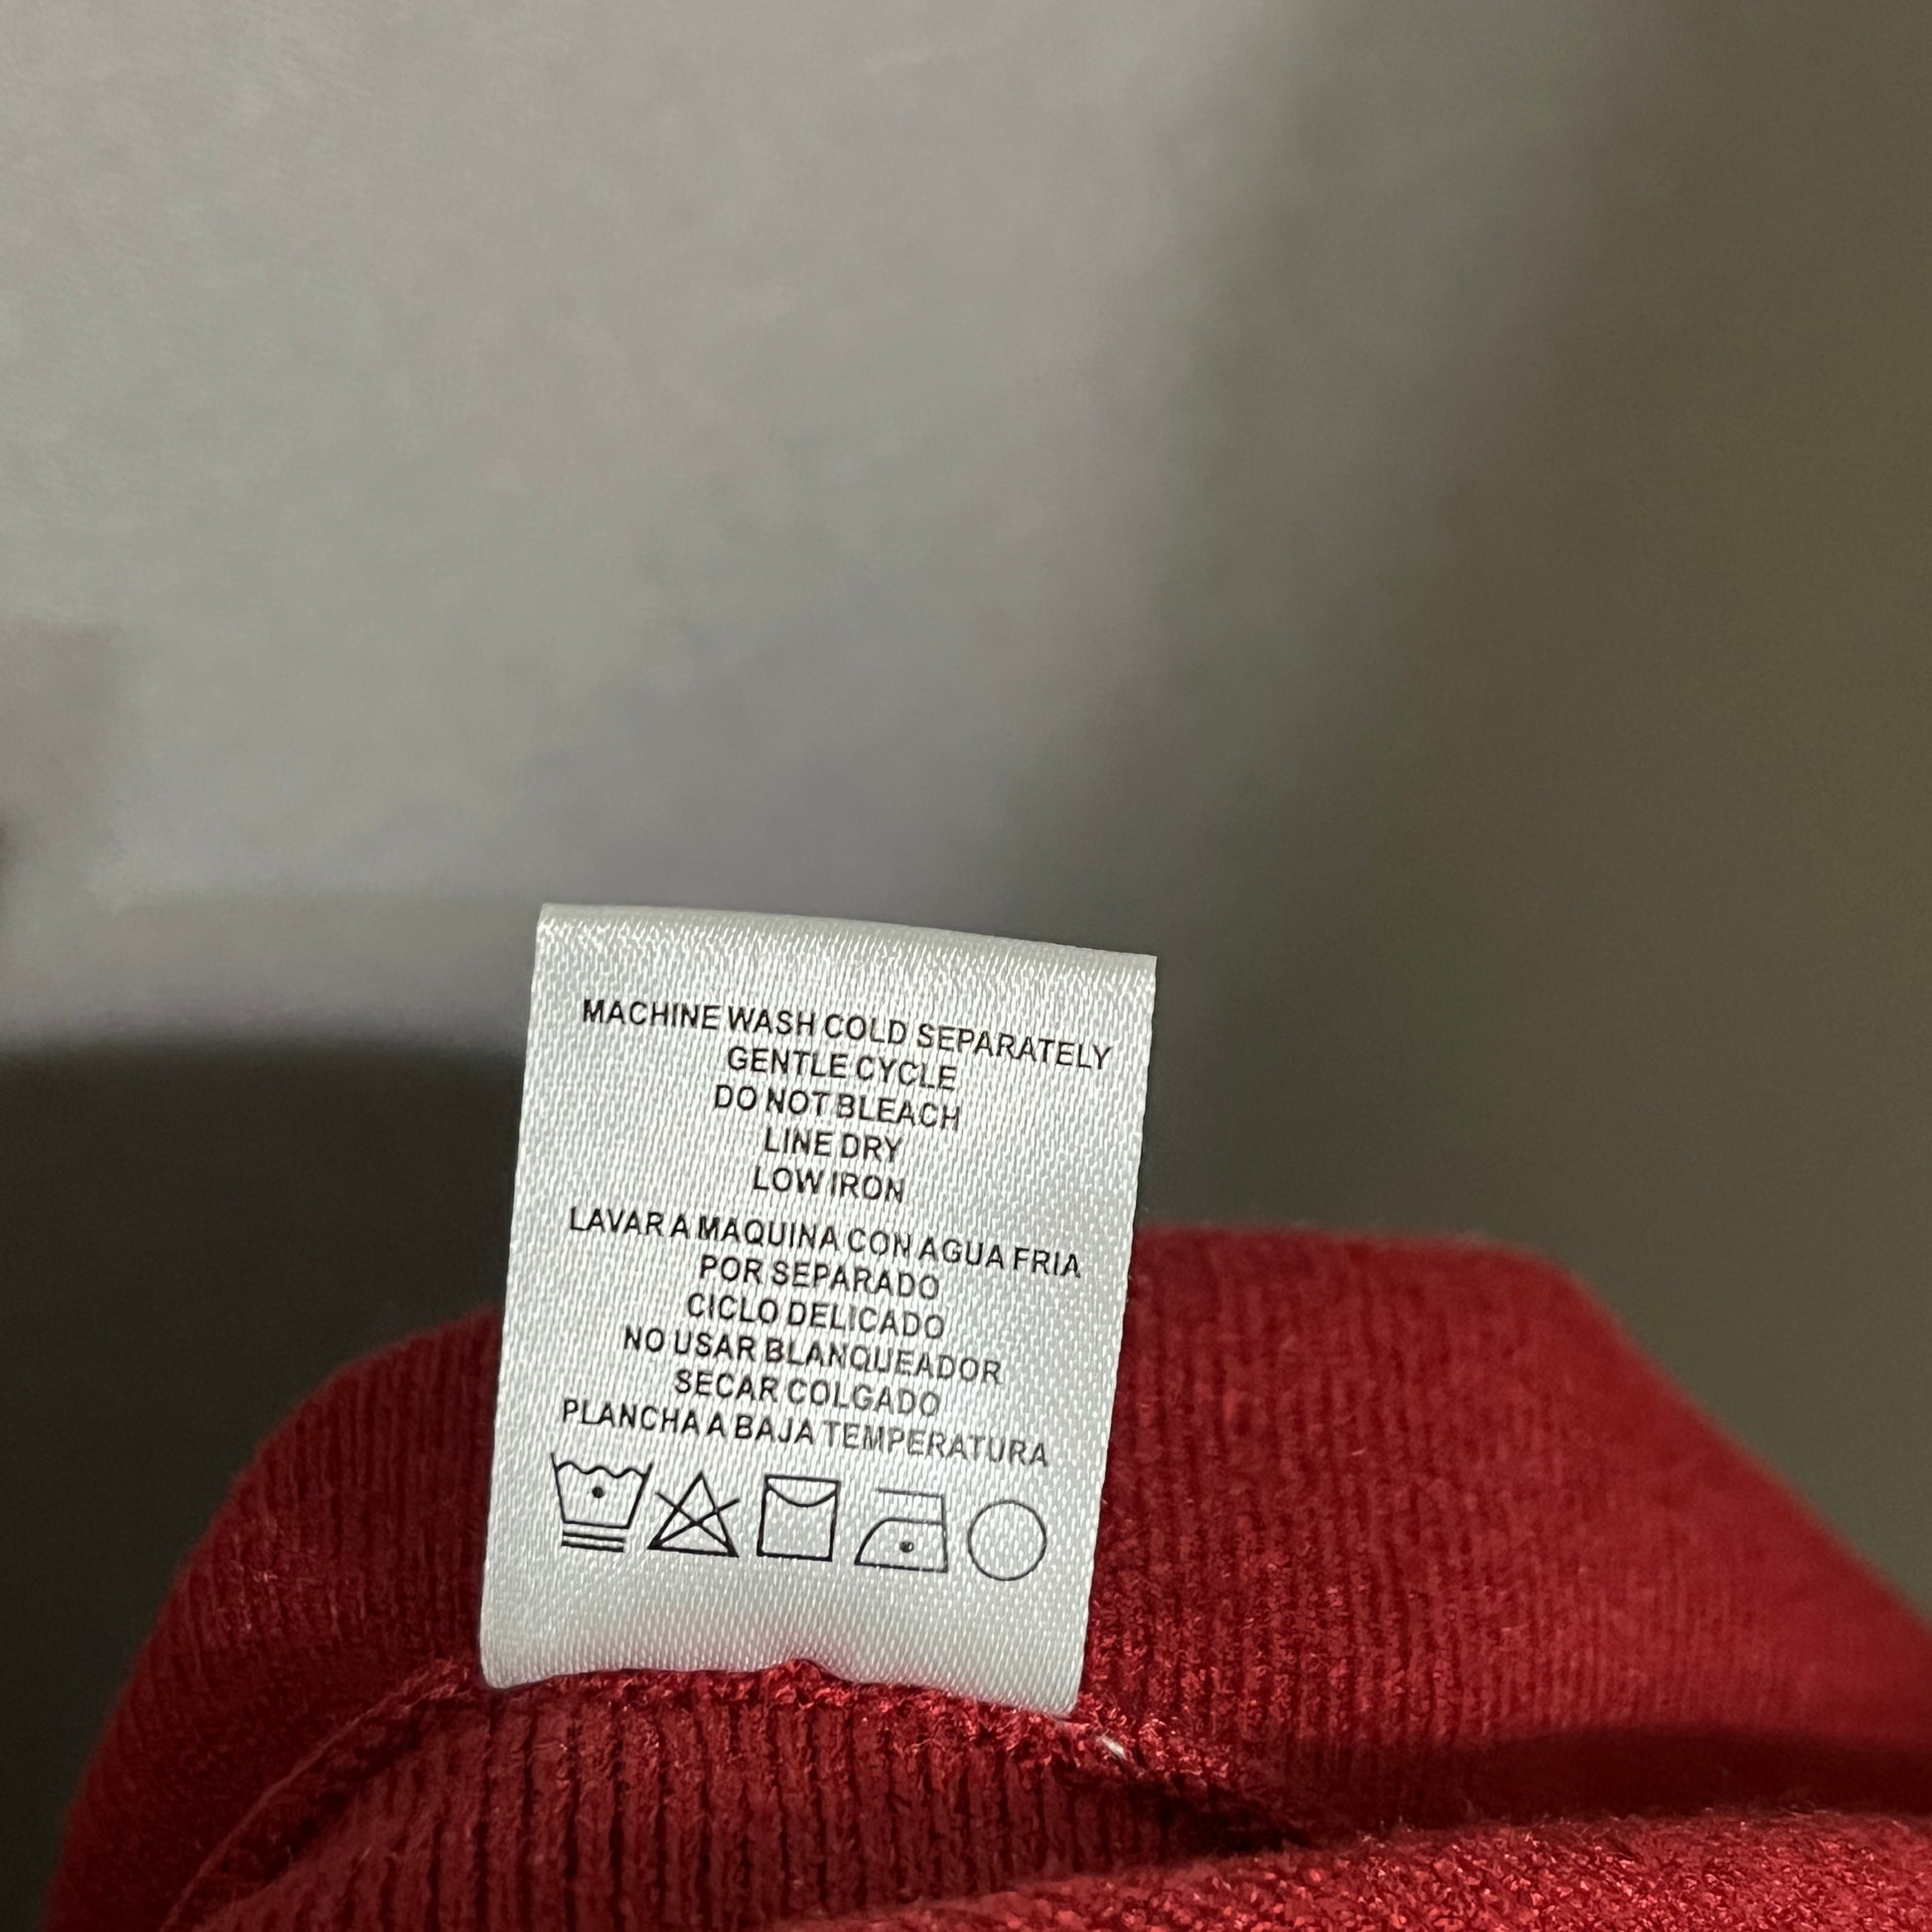 MACHINE WASH COLD SEPARATELY
GENTLE CYCLE
DO NOT BLEACH
LINE DRY
LOW IRON
LAVAR A MAQUINA CON AGUA FRIA
POR SEPARADO
CICLO DELICADO
NO USAR BLANQUEADOR
SECAR COLGADO
PLANCHA A BAJA TEMPERATURA